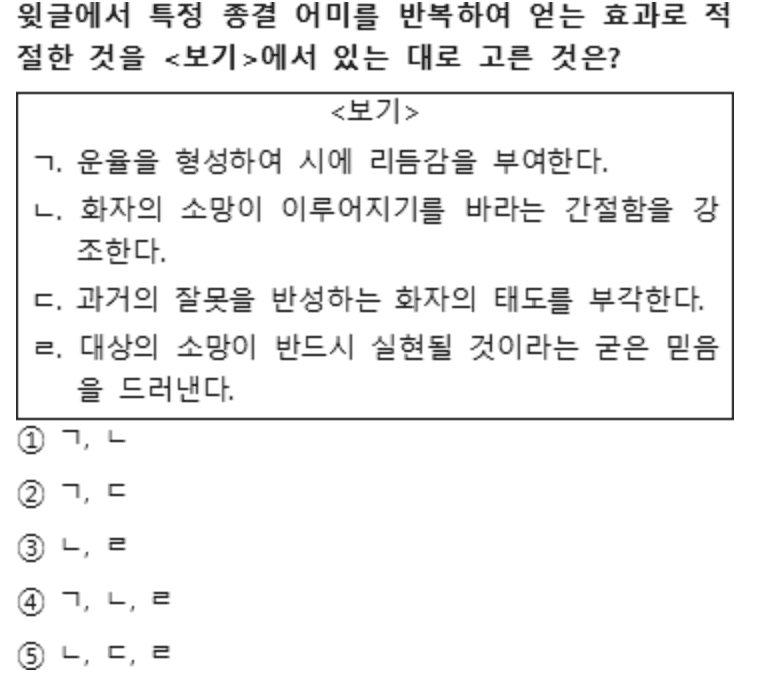 윗글에서 특정 종결 어미를 반복하여 얻는 효과로 적
절한 것을 <보기>에서 있는 대로 고른 것은?
<보기>
ㄱ. 운율을 형성하여 시에 리듬감을 부여한다.
ㄴ. 화자의 소망이 이루어지기를 바라는 간절함을 강
조한다.
ㄷ. 과거의 잘못을 반성하는 화자의 태도를 부각한다.
ㄹ. 대상의 소망이 반드시 실현될 것이라는 굳은 믿음
을 드러낸다.
① ㄱ, ㄴ
② ㄱ, ㄷ
③ ㄴ, ㄹ
④ ㄱ, ㄴ, ㄹ
⑤ ㄴ, ㄷ, ㄹ